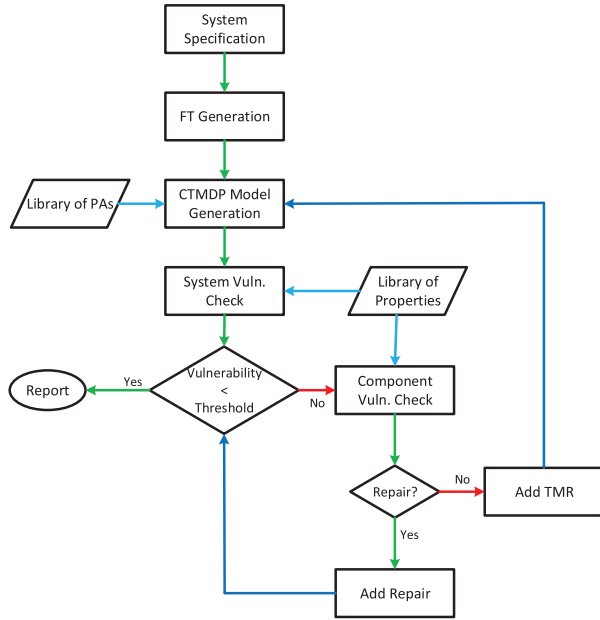 System
Specification
FT Generation
Library of PAs
CTMDP Model
Generation
System Vuln.
Check
Library of
Properties
Report
Yes
Vulnerability
<
Threshold
No
Component
Vuln. Check
Repair?
No
Add TMR
Yes
Add Repair